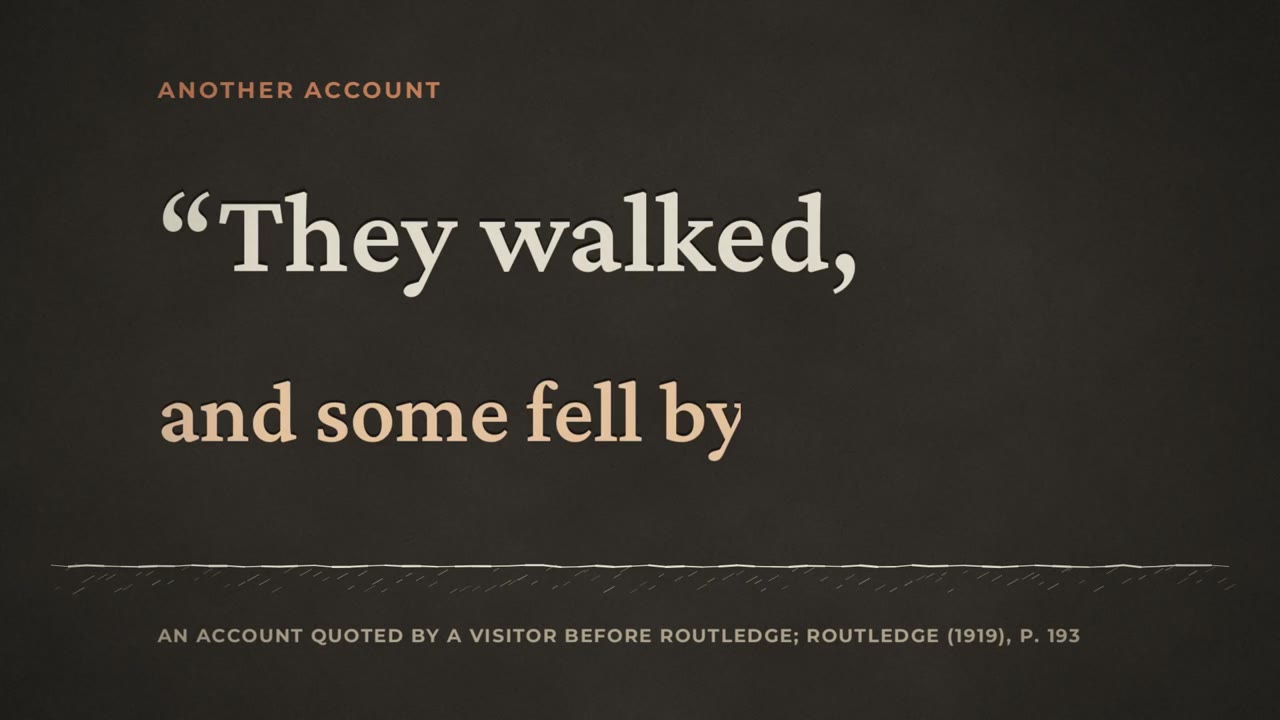 ANOTHER ACCOUNT
“They walked,
and some fell by
AN ACCOUNT QUOTED BY A VISITOR BEFORE ROUTLEDGE; ROUTLEDGE (1919), P. 193